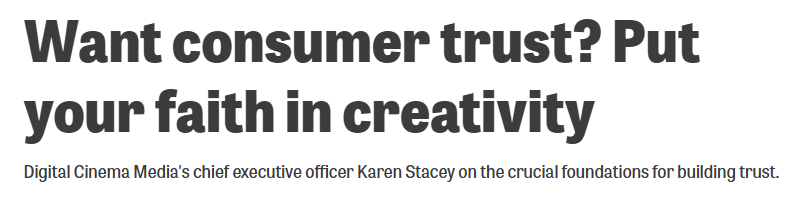 Want consumer trust? Put
your faith in creativity
Digital Cinema Media's chief executive officer Karen Stacey on the crucial foundations for building trust.